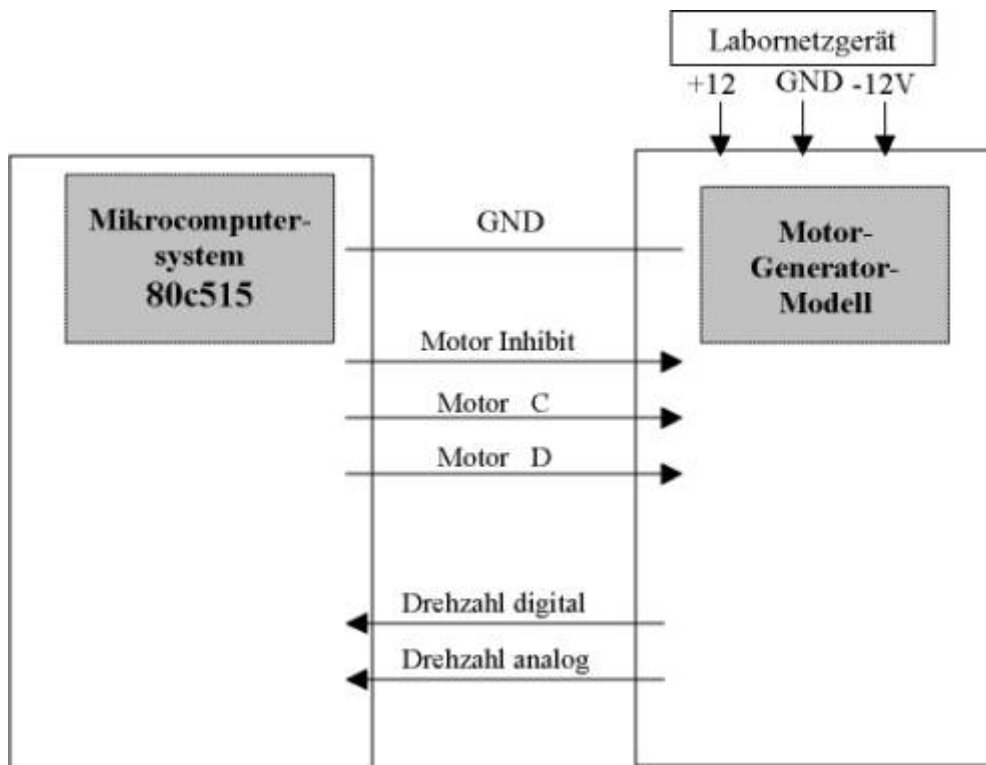 Labornetzgerät
+12 GND -12V
Mikrocomputer-
system
80c515
GND
Motor-
Generator-
Modell
Motor Inhibit
Motor C
Motor D
Drehzahl digital
Drehzahl analog